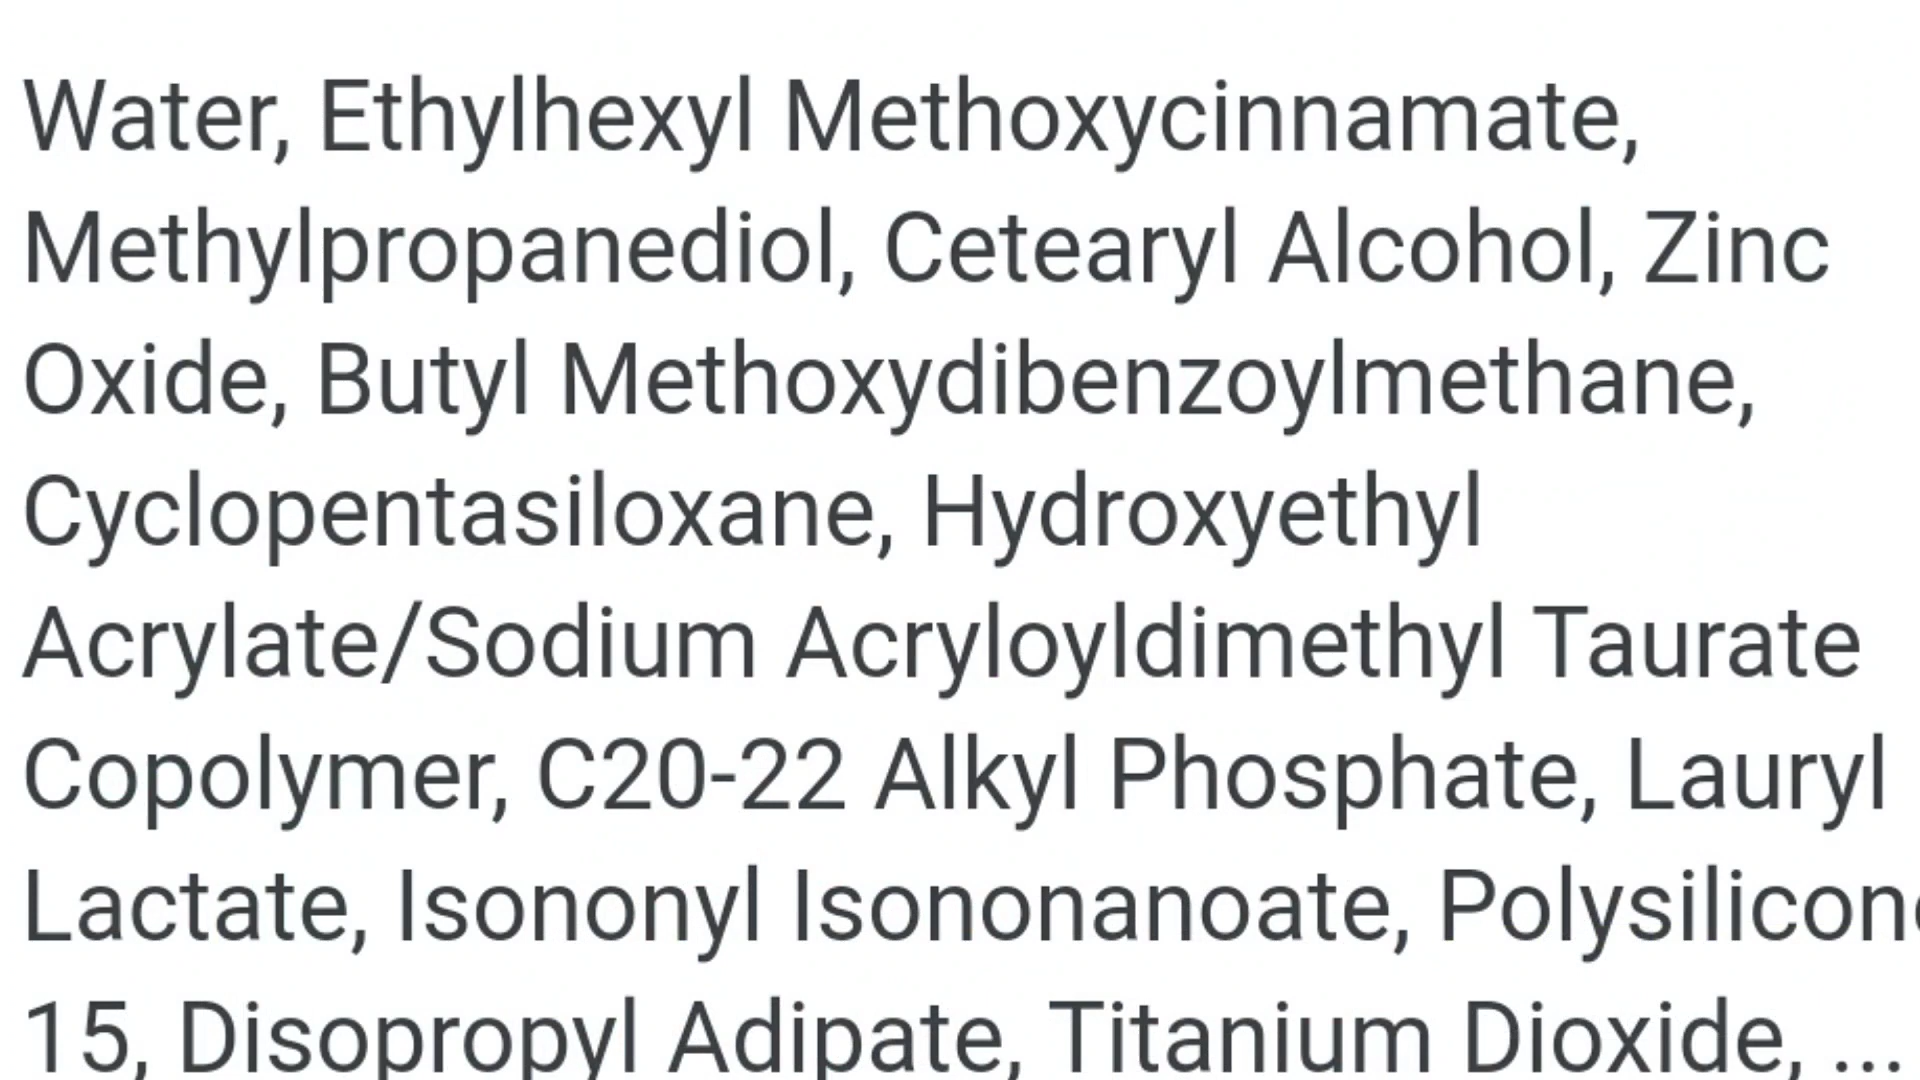 Water, Ethylhexyl Methoxycinnamate,
Methylpropanediol, Cetearyl Alcohol, Zinc
Oxide, Butyl Methoxydibenzoylmethane,
Cyclopentasiloxane, Hydroxyethyl
Acrylate/Sodium Acryloyldimethyl Taurate
Copolymer, C20-22 Alkyl Phosphate, Lauryl
Lactate, Isononyl Isononanoate, Polysilicone
15, Disopropyl Adipate, Titanium Dioxide, ...